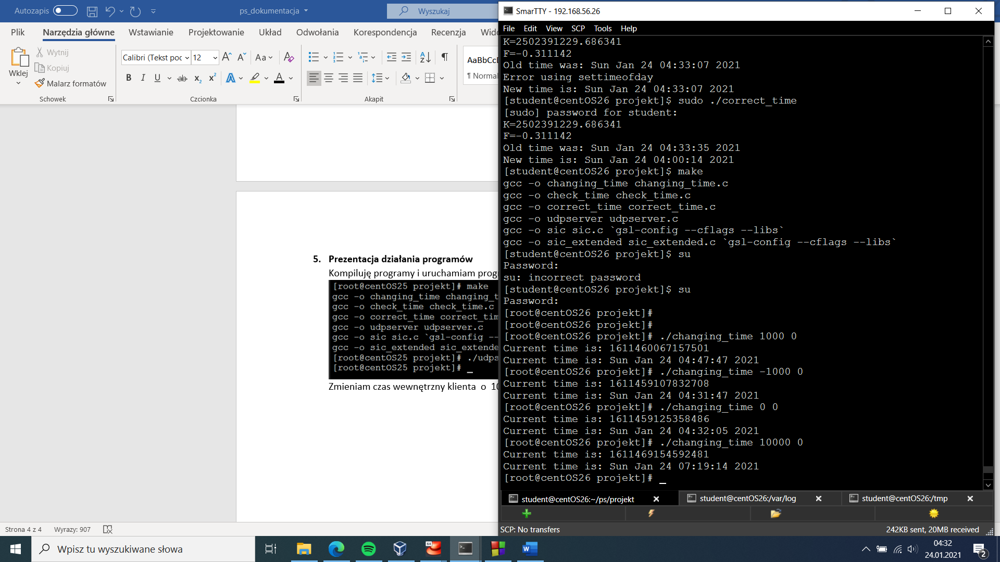 Autozapis
ps_dokumentacja
Wyszukaj
Plik
Narzędzia główne
Wstawianie
Projektowanie
Układ
Odwołania
Korespondencja
Recenzja
Wklej
Wytnij
Kopiuj
Malarz formatów
Schowek
Calibri (Tekst poc
12
Czcionka
Akapit
AaBbCcD
¶ Normal
5. Prezentacja działania programów
Kompiluję programy i uruchamiam prog
[root@centOS25 projekt]# make
gcc -o changing_time changing_t
gcc -o check_time check_time.c
gcc -o correct_time correct_tim
gcc -o udpserver udpserver.c
gcc -o sic sic.c `gsl-config --
gcc -o sic_extended sic_extende
[root@centOS25 projekt]# ./udps
[root@centOS25 projekt]# _
Zmieniam czas wewnętrzny klienta o 10
Strona 4 z 4
Wyrazy: 907
SmarTTY - 192.168.56.26
File Edit View SCP Tools Help
K=2502391229.686341
F=-0.311142
Old time was: Sun Jan 24 04:33:07 2021
Error using settimeofday
New time is: Sun Jan 24 04:33:07 2021
[student@centOS26 projekt]$ sudo ./correct_time
[sudo] password for student:
K=2502391229.686341
F=-0.311142
Old time was: Sun Jan 24 04:33:35 2021
New time is: Sun Jan 24 04:00:14 2021
[student@centOS26 projekt]$ make
gcc -o changing_time changing_time.c
gcc -o check_time check_time.c
gcc -o correct_time correct_time.c
gcc -o udpserver udpserver.c
gcc -o sic sic.c `gsl-config --cflags --libs`
gcc -o sic_extended sic_extended.c `gsl-config --cflags --libs`
[student@centOS26 projekt]$ su
Password:
su: incorrect password
[student@centOS26 projekt]$ su
Password:
[root@centOS26 projekt]#
[root@centOS26 projekt]#
[root@centOS26 projekt]# ./changing_time 1000 0
Current time is: 1611460067157501
Current time is: Sun Jan 24 04:47:47 2021
[root@centOS26 projekt]# ./changing_time -1000 0
Current time is: 1611459107832708
Current time is: Sun Jan 24 04:31:47 2021
[root@centOS26 projekt]# ./changing_time 0 0
Current time is: 1611459125358486
Current time is: Sun Jan 24 04:32:05 2021
[root@centOS26 projekt]# ./changing_time 10000 0
Current time is: 1611469154592481
Current time is: Sun Jan 24 07:19:14 2021
[root@centOS26 projekt]# _
student@centOS26:~/ps/projekt
student@centOS26:/var/log
student@centOS26:/tmp
SCP: No transfers
242KB sent, 20MB received
Wpisz tu wyszukiwane słowa
04:32
24.01.2021
2